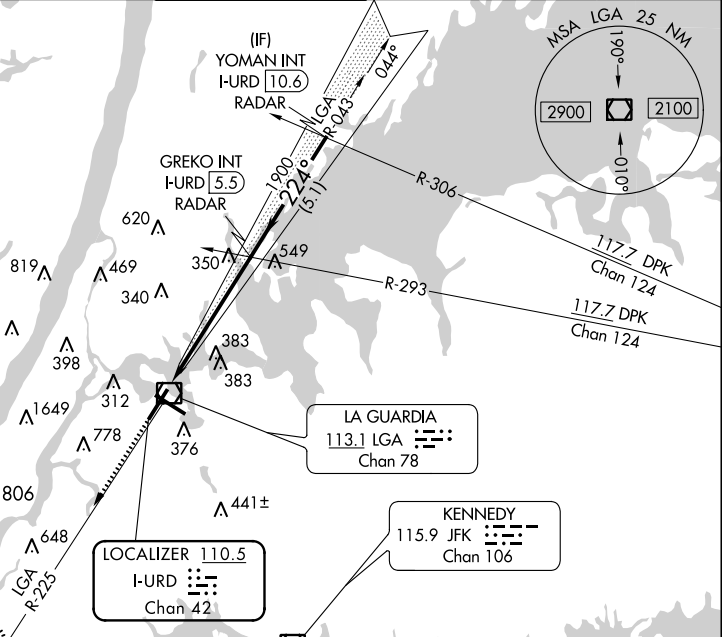 MSA LGA 25 NM
190°
2900
2100
010°
(IF)
YOMAN INT
I-URD 10.6
RADAR
LGA
R-043
044°
GREKO INT
I-URD 5.5
RADAR
1900
224°
(5.1)
R-306
117.7 DPK
Chan 124
R-293
117.7 DPK
Chan 124
620
819
469
350
549
340
398
383
383
312
1649
778
376
806
441±
648
LA GUARDIA
113.1 LGA
Chan 78
KENNEDY
115.9 JFK
Chan 106
LOCALIZER 110.5
I-URD
Chan 42
LGA
R-225